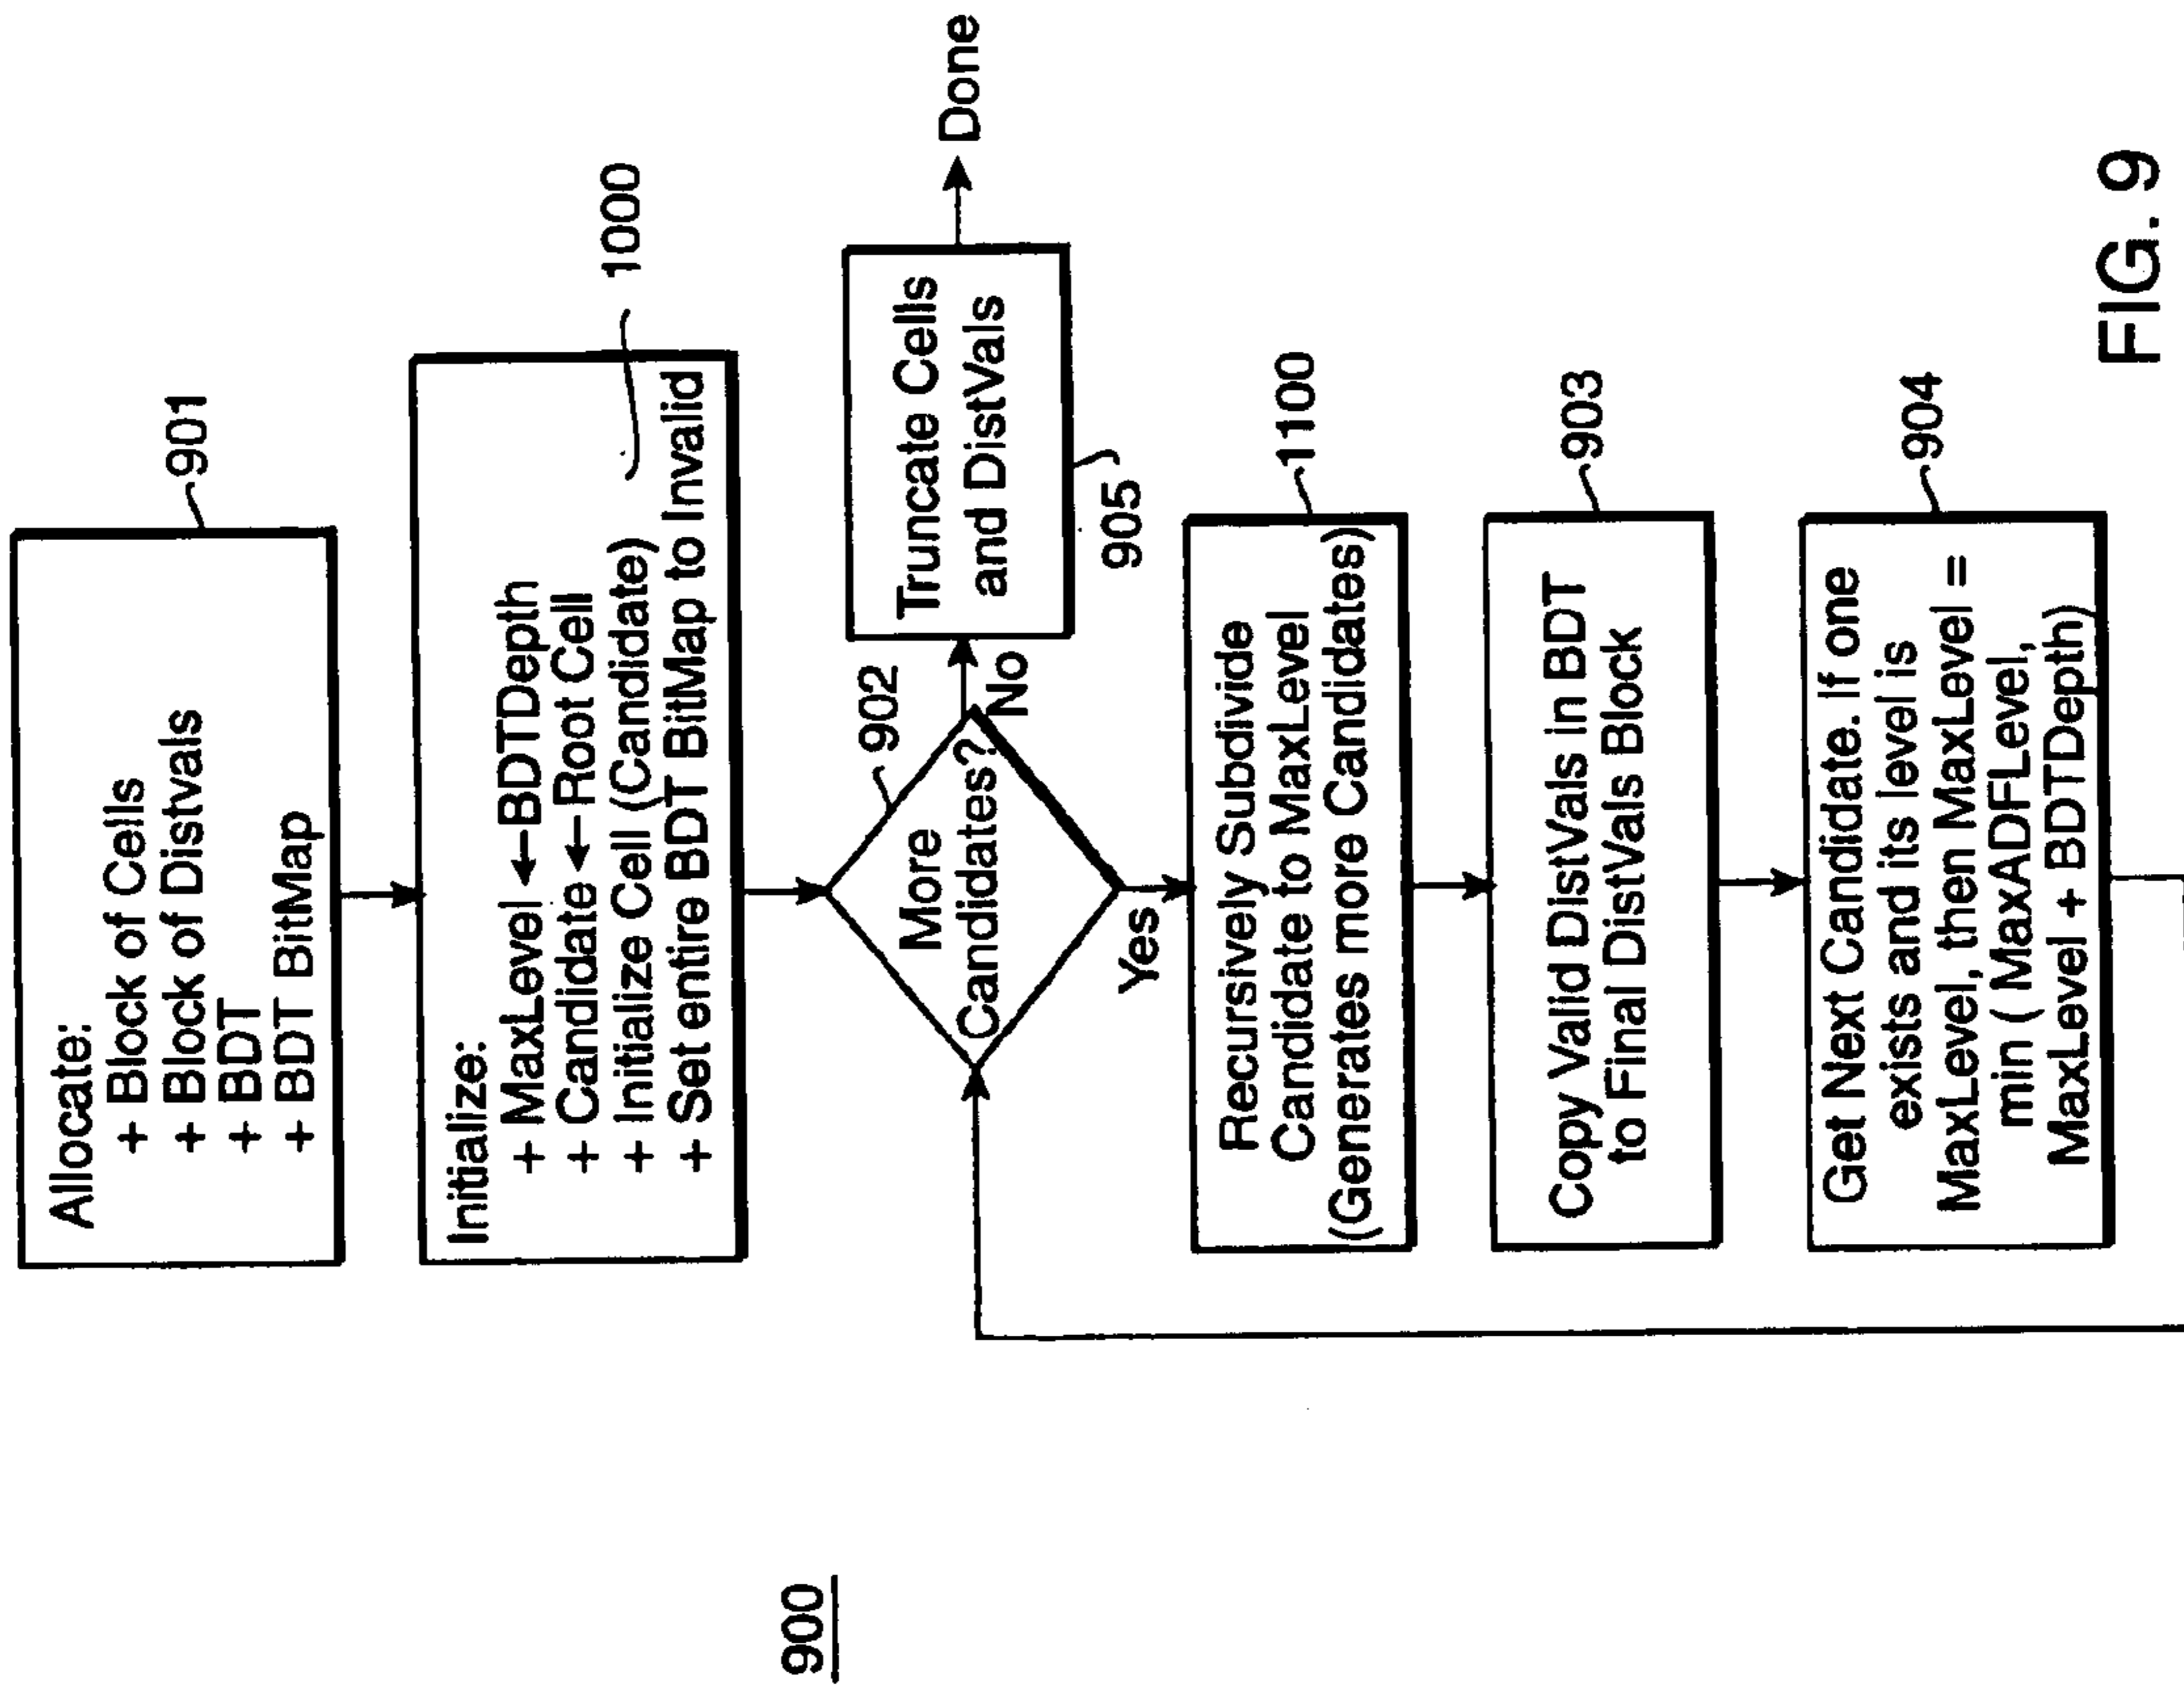 900
Allocate:
+ Block of Cells
+ Block of Distvals
+ BDT
+ BDT BitMap
901
Initialize:
+ MaxLevel ←BDTDepth
+ Candidate ←Root Cell
+ Initialize Cell (Candidate)
+ Set entire BDT BitMap to Invalid
1000
More
Candidates?
902
No
Truncate Cells
and DistVals
905
Done
Yes
Recursively Subdivide
Candidate to MaxLevel
(Generates more Candidates)
1100
Copy Valid DistVals in BDT
to Final DistVals Block
903
Get Next Candidate. If one
exists and its level is
MaxLevel, then MaxLevel =
min (MaxADFLevel,
MaxLevel + BDTDepth)
904
FIG. 9